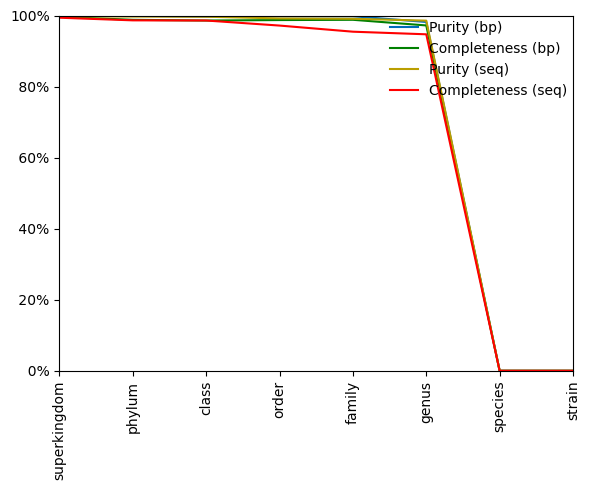 100%
80%
60%
40%
20%
0%
Purity (bp)
Completeness (bp)
Purity (seq)
Completeness (seq)
superkingdom
phylum
class
order
family
genus
species
strain